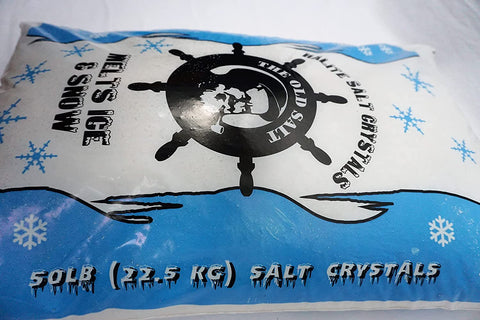 MELTS ICE
& SNOW
THE OLD SALT
HALITE SALT CRYSTALS
50LB (22.5 KG) SALT CRYSTALS